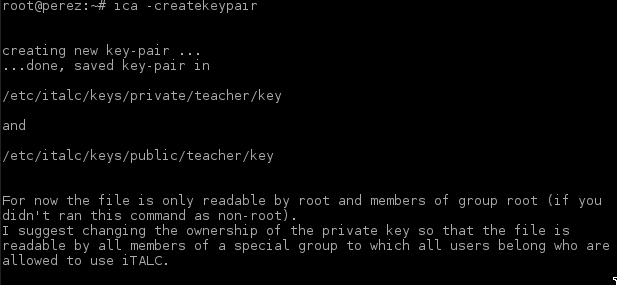 root@perez:~# ica -createkeypair
creating new key-pair ...
...done, saved key-pair in
/etc/italc/keys/private/teacher/key
and
/etc/italc/keys/public/teacher/key
For now the file is only readable by root and members of group root (if you
didn't ran this command as non-root).
I suggest changing the ownership of the private key so that the file is
readable by all members of a special group to which all users belong who are
allowed to use iTALC.